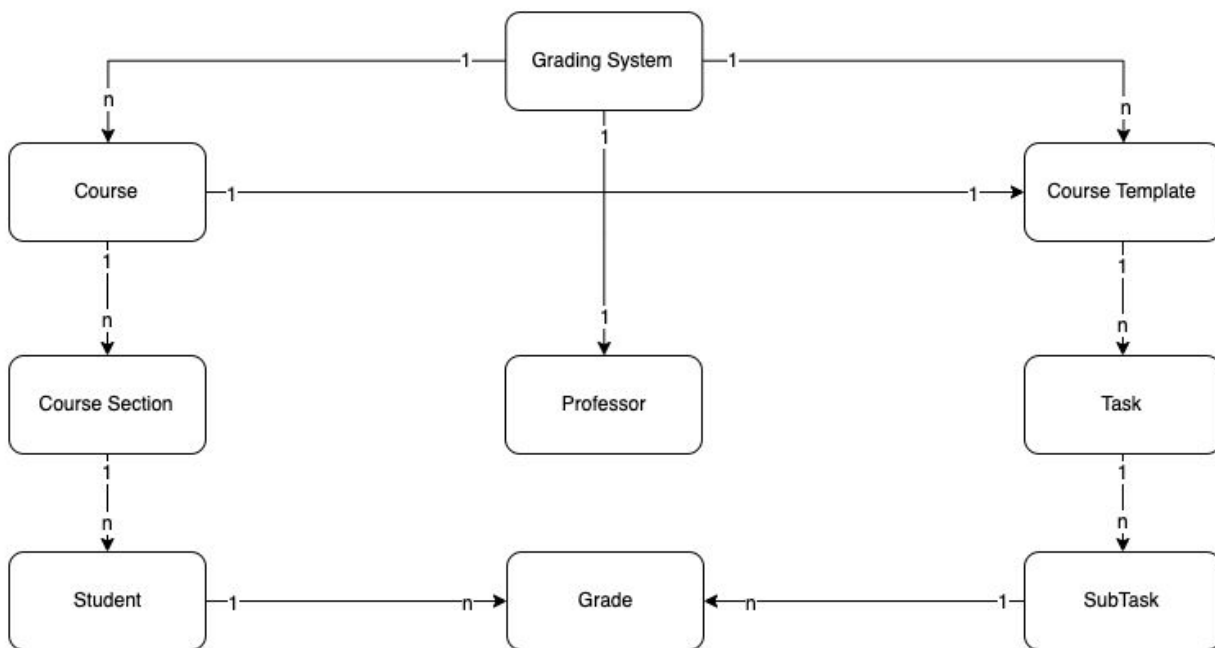 Grading System
1
1
n
n
1
Course
1
1
Course Template
1
1
n
1
n
Course Section
Professor
Task
1
1
n
n
Student
1
n
Grade
n
1
SubTask